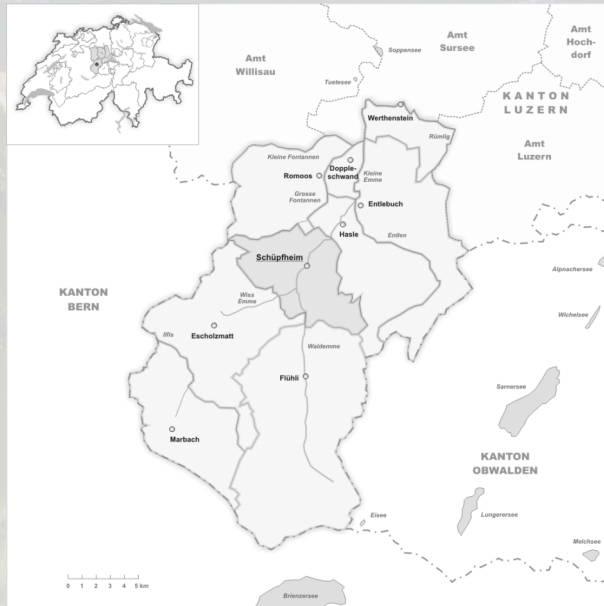 Amt
Willisau
Soppensee
Tuetesee
Amt
Sursee
Amt
Hoch-
dorf
KANTON
LUZERN
Amt
Luzern
Werthenstein
Rümlig
Kleine Fontannen
Dopple-
schwand
Romoos
Kleine
Emme
Grosse
Fontannen
Entlebuch
Hasle
Entlen
Schüpfheim
Alpnachersee
KANTON
BERN
Wiss
Emme
Wichelsee
Ilfis
Escholzmatt
Waldemme
Flühli
Sarnersee
Marbach
KANTON
OBWALDEN
Eisee
Lungerersee
Melchsee
0 1 2 3 4 5 km
Brienzersee